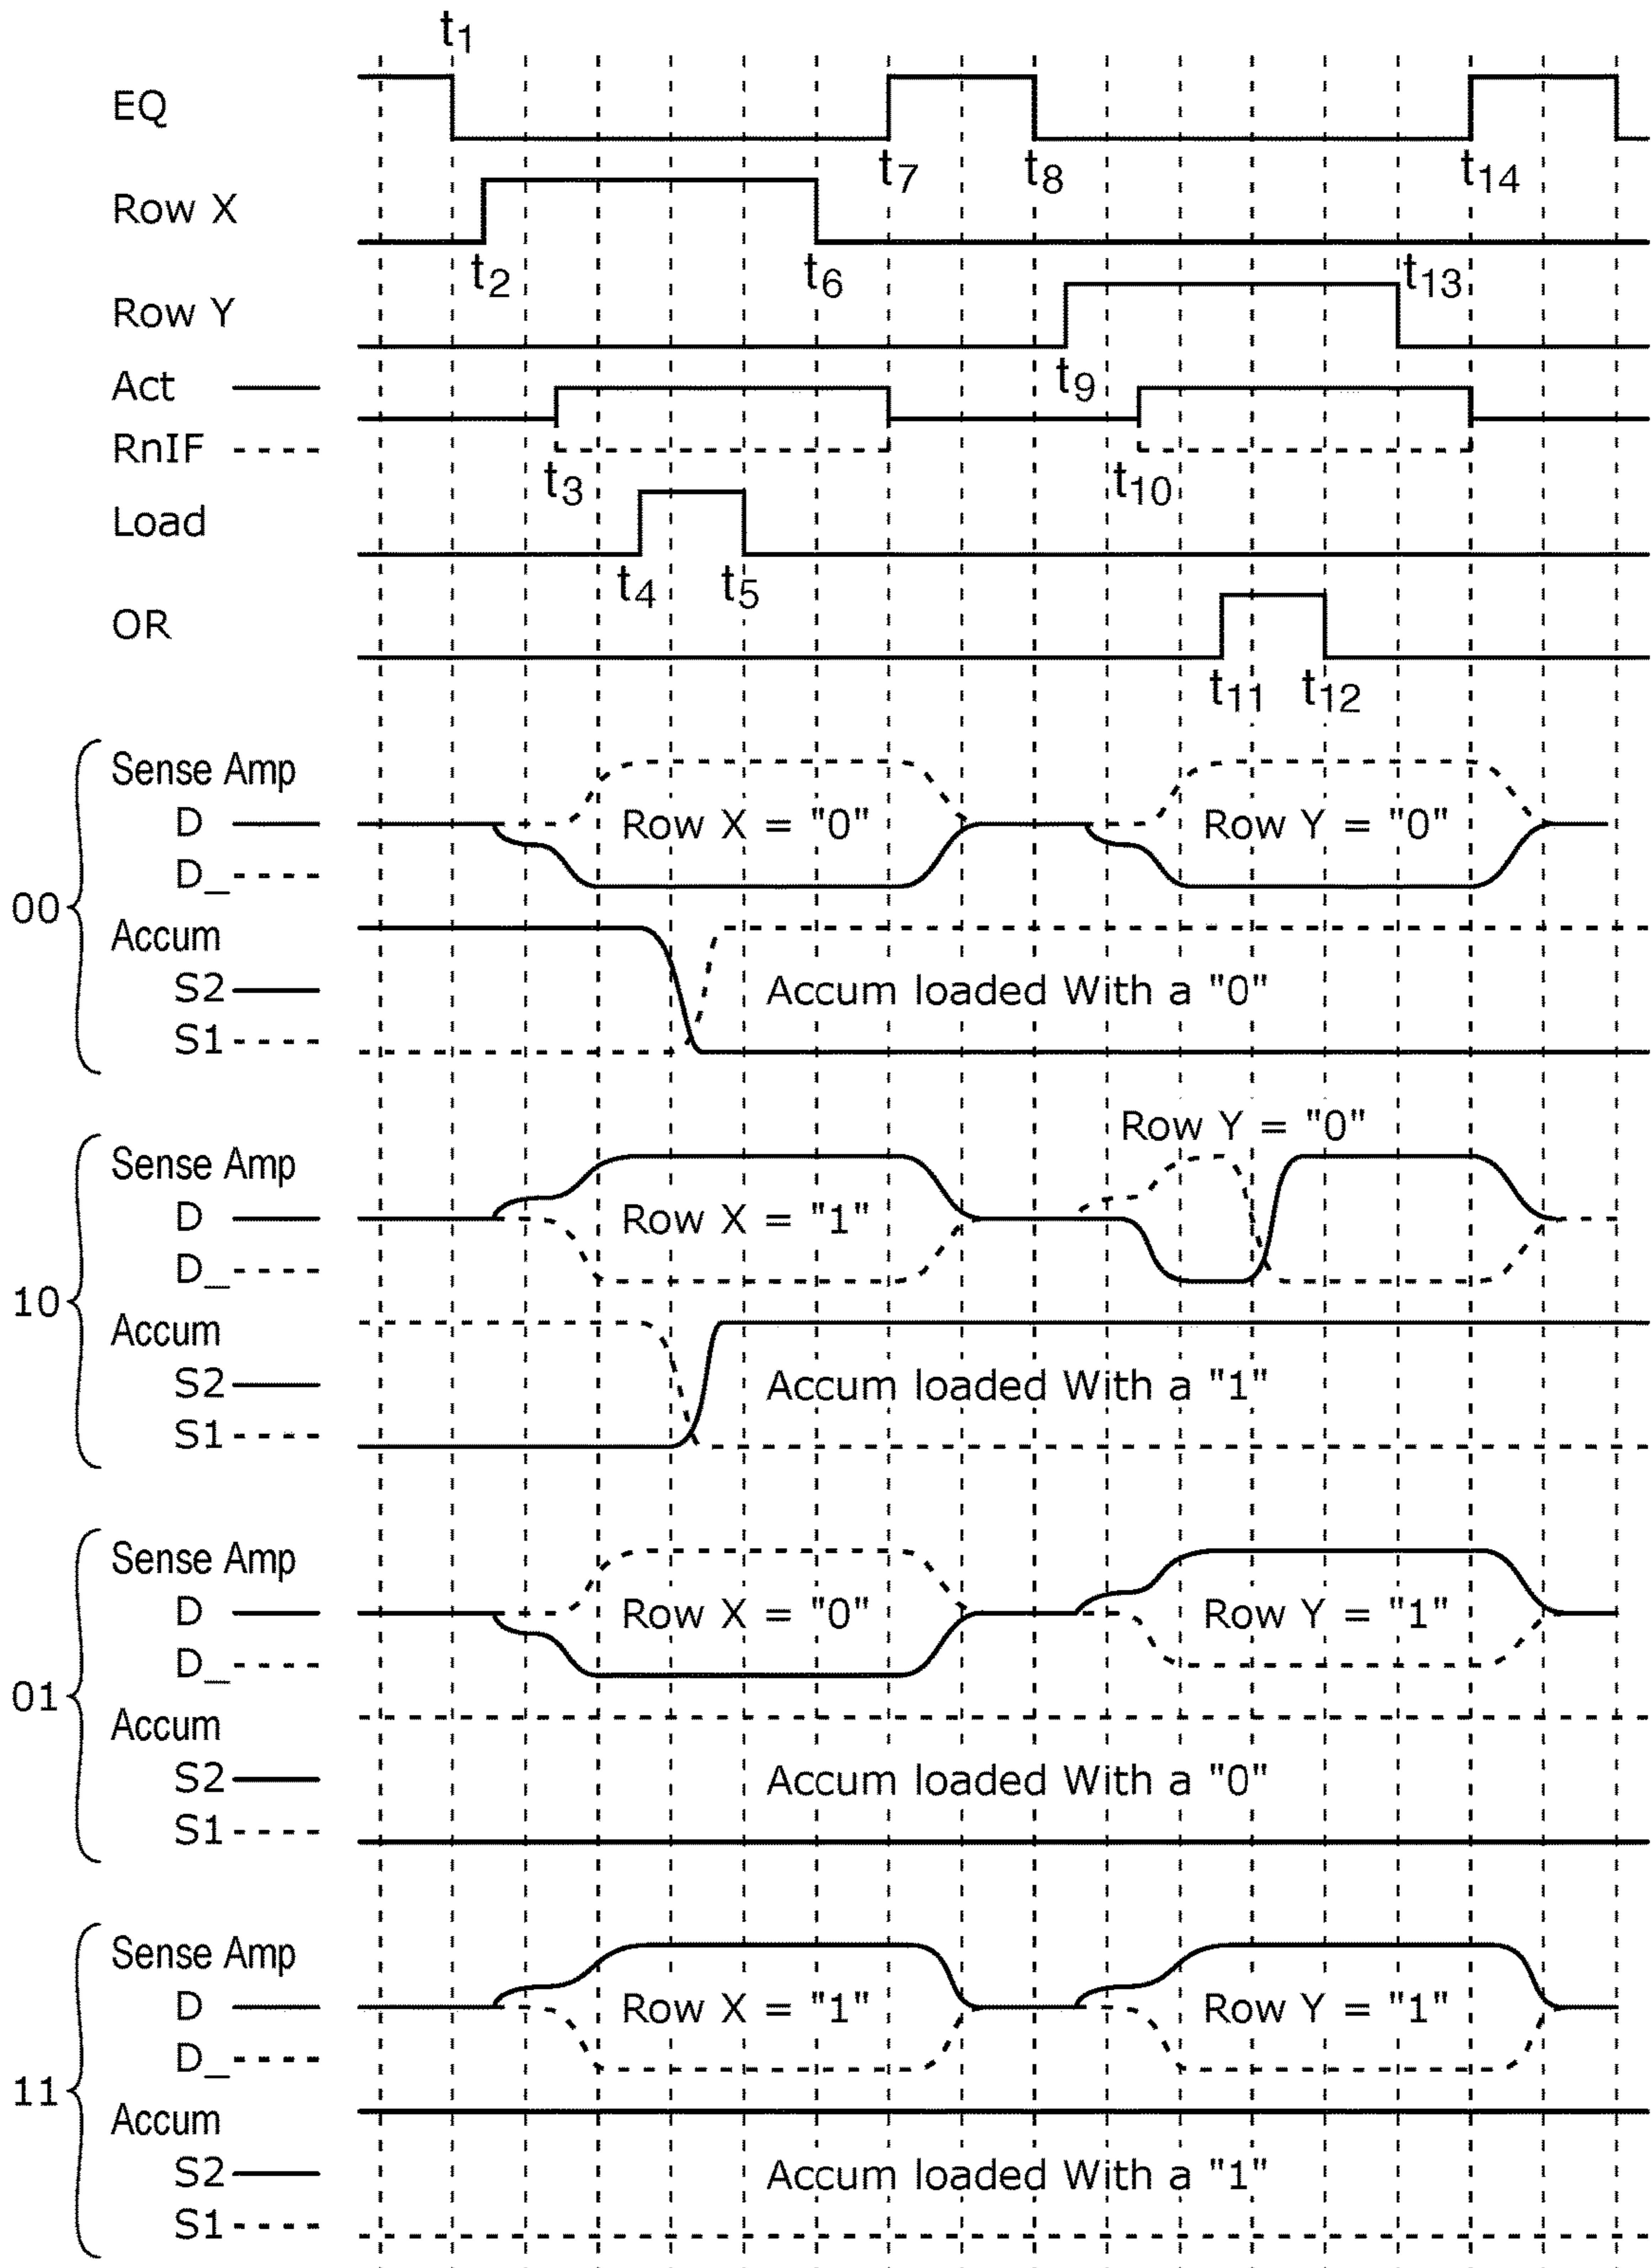 t1
EQ
t7 t8 t14
Row X
t2 t6 t13
Row Y
t9
Act
RnIF
t3 t10
Load
t4 t5
OR
t11 t12
Sense Amp
D Row X = "0" Row Y = "0"
D_
00
Accum
S2 Accum loaded With a "0"
S1
Row Y = "0"
Sense Amp
D Row X = "1"
D_
10
Accum
S2 Accum loaded With a "1"
S1
Sense Amp
D Row X = "0" Row Y = "1"
D_
01
Accum
S2 Accum loaded With a "0"
S1
Sense Amp
D Row X = "1" Row Y = "1"
D_
11
Accum
S2 Accum loaded With a "1"
S1